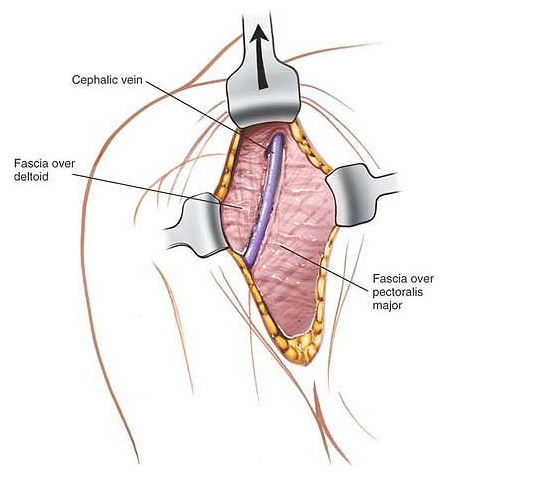 Cephalic vein
Fascia over
deltoid
Fascia over
pectoralis
major